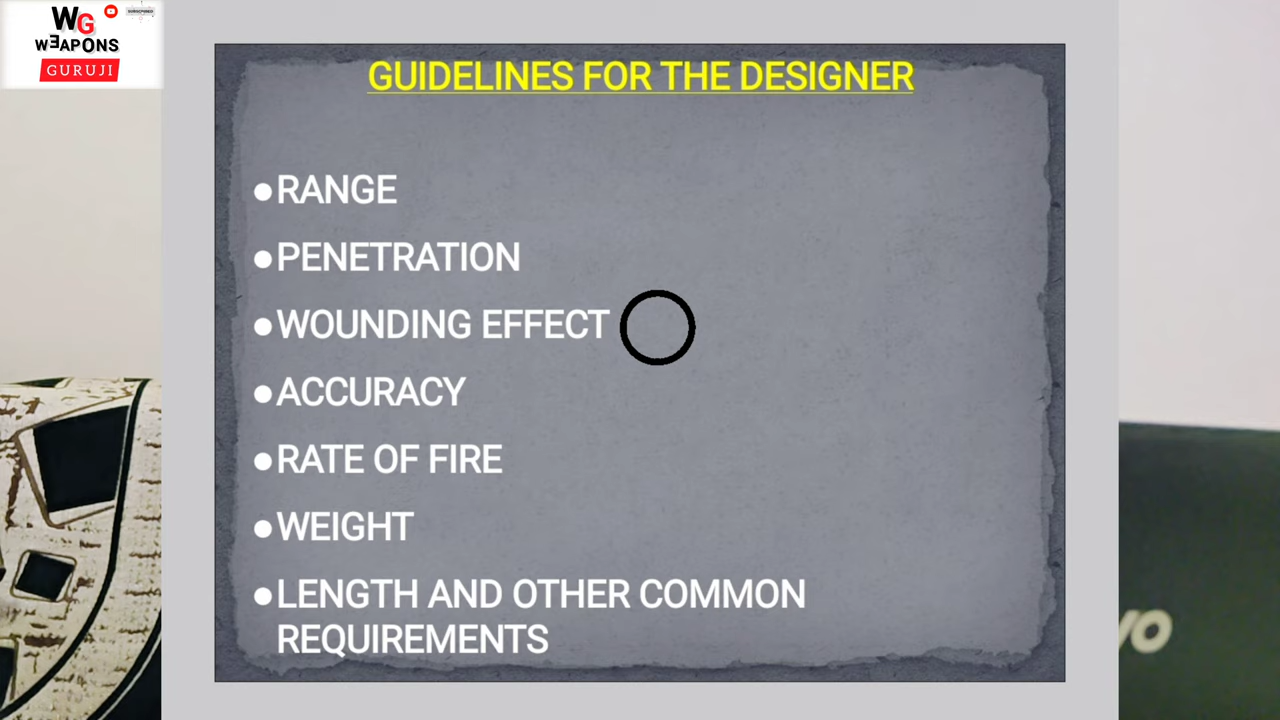 WG
WEAPONS
GURUJI
SUBSCRIBED
GUIDELINES FOR THE DESIGNER
●RANGE
●PENETRATION
●WOUNDING EFFECT
●ACCURACY
●RATE OF FIRE
●WEIGHT
●LENGTH AND OTHER COMMON
REQUIREMENTS